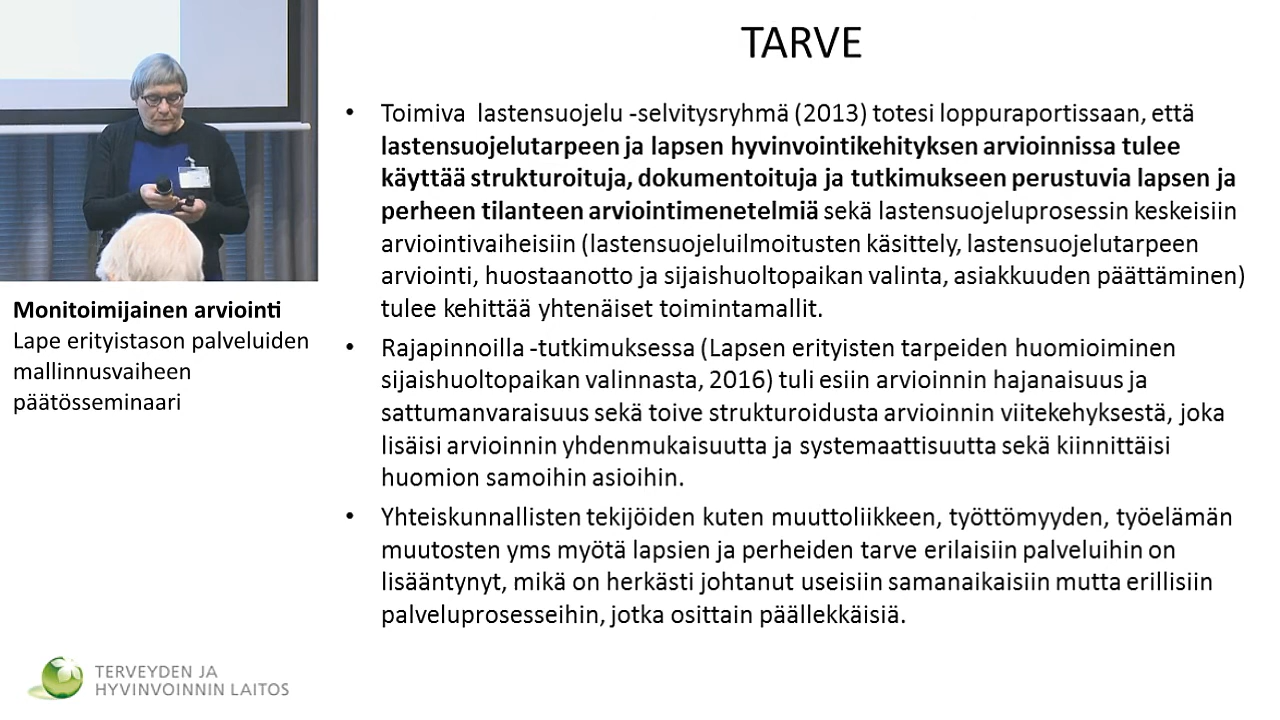 TARVE
• Toimiva lastensuojelu -selvitysryhmä (2013) totesi loppuraportissaan, että
lastensuojelutarpeen ja lapsen hyvinvointikehityksen arvioinnissa tulee
käyttää strukturoituja, dokumentoituja ja tutkimukseen perustuvia lapsen ja
perheen tilanteen arviointimenetelmiä sekä lastensuojeluprosessin keskeisiin
arviointivaiheisiin (lastensuojeluilmoitusten käsittely, lastensuojelutarpeen
arviointi, huostaanotto ja sijaishuoltopaikan valinta, asiakkuuden päättäminen)
tulee kehittää yhtenäiset toimintamallit.
• Rajapinnoilla -tutkimuksessa (Lapsen erityisten tarpeiden huomioiminen
sijaishuoltopaikan valinnasta, 2016) tuli esiin arvioinnin hajanaisuus ja
sattumanvaraisuus sekä toive strukturoidusta arvioinnin viitekehyksestä, joka
lisäisi arvioinnin yhdenmukaisuutta ja systemaattisuutta sekä kiinnittäisi
huomion samoihin asioihin.
• Yhteiskunnallisten tekijöiden kuten muuttoliikkeen, työttömyyden, työelämän
muutosten yms myötä lapsien ja perheiden tarve erilaisiin palveluihin on
lisääntynyt, mikä on herkästi johtanut useisiin samanaikaisiin mutta erillisiin
palveluprosesseihin, jotka osittain päällekkäisiä.
Monitoimijainen arviointi
Lape erityistason palveluiden
mallinnusvaiheen
päätösseminaari
TERVEYDEN JA
HYVINVOINNIN LAITOS